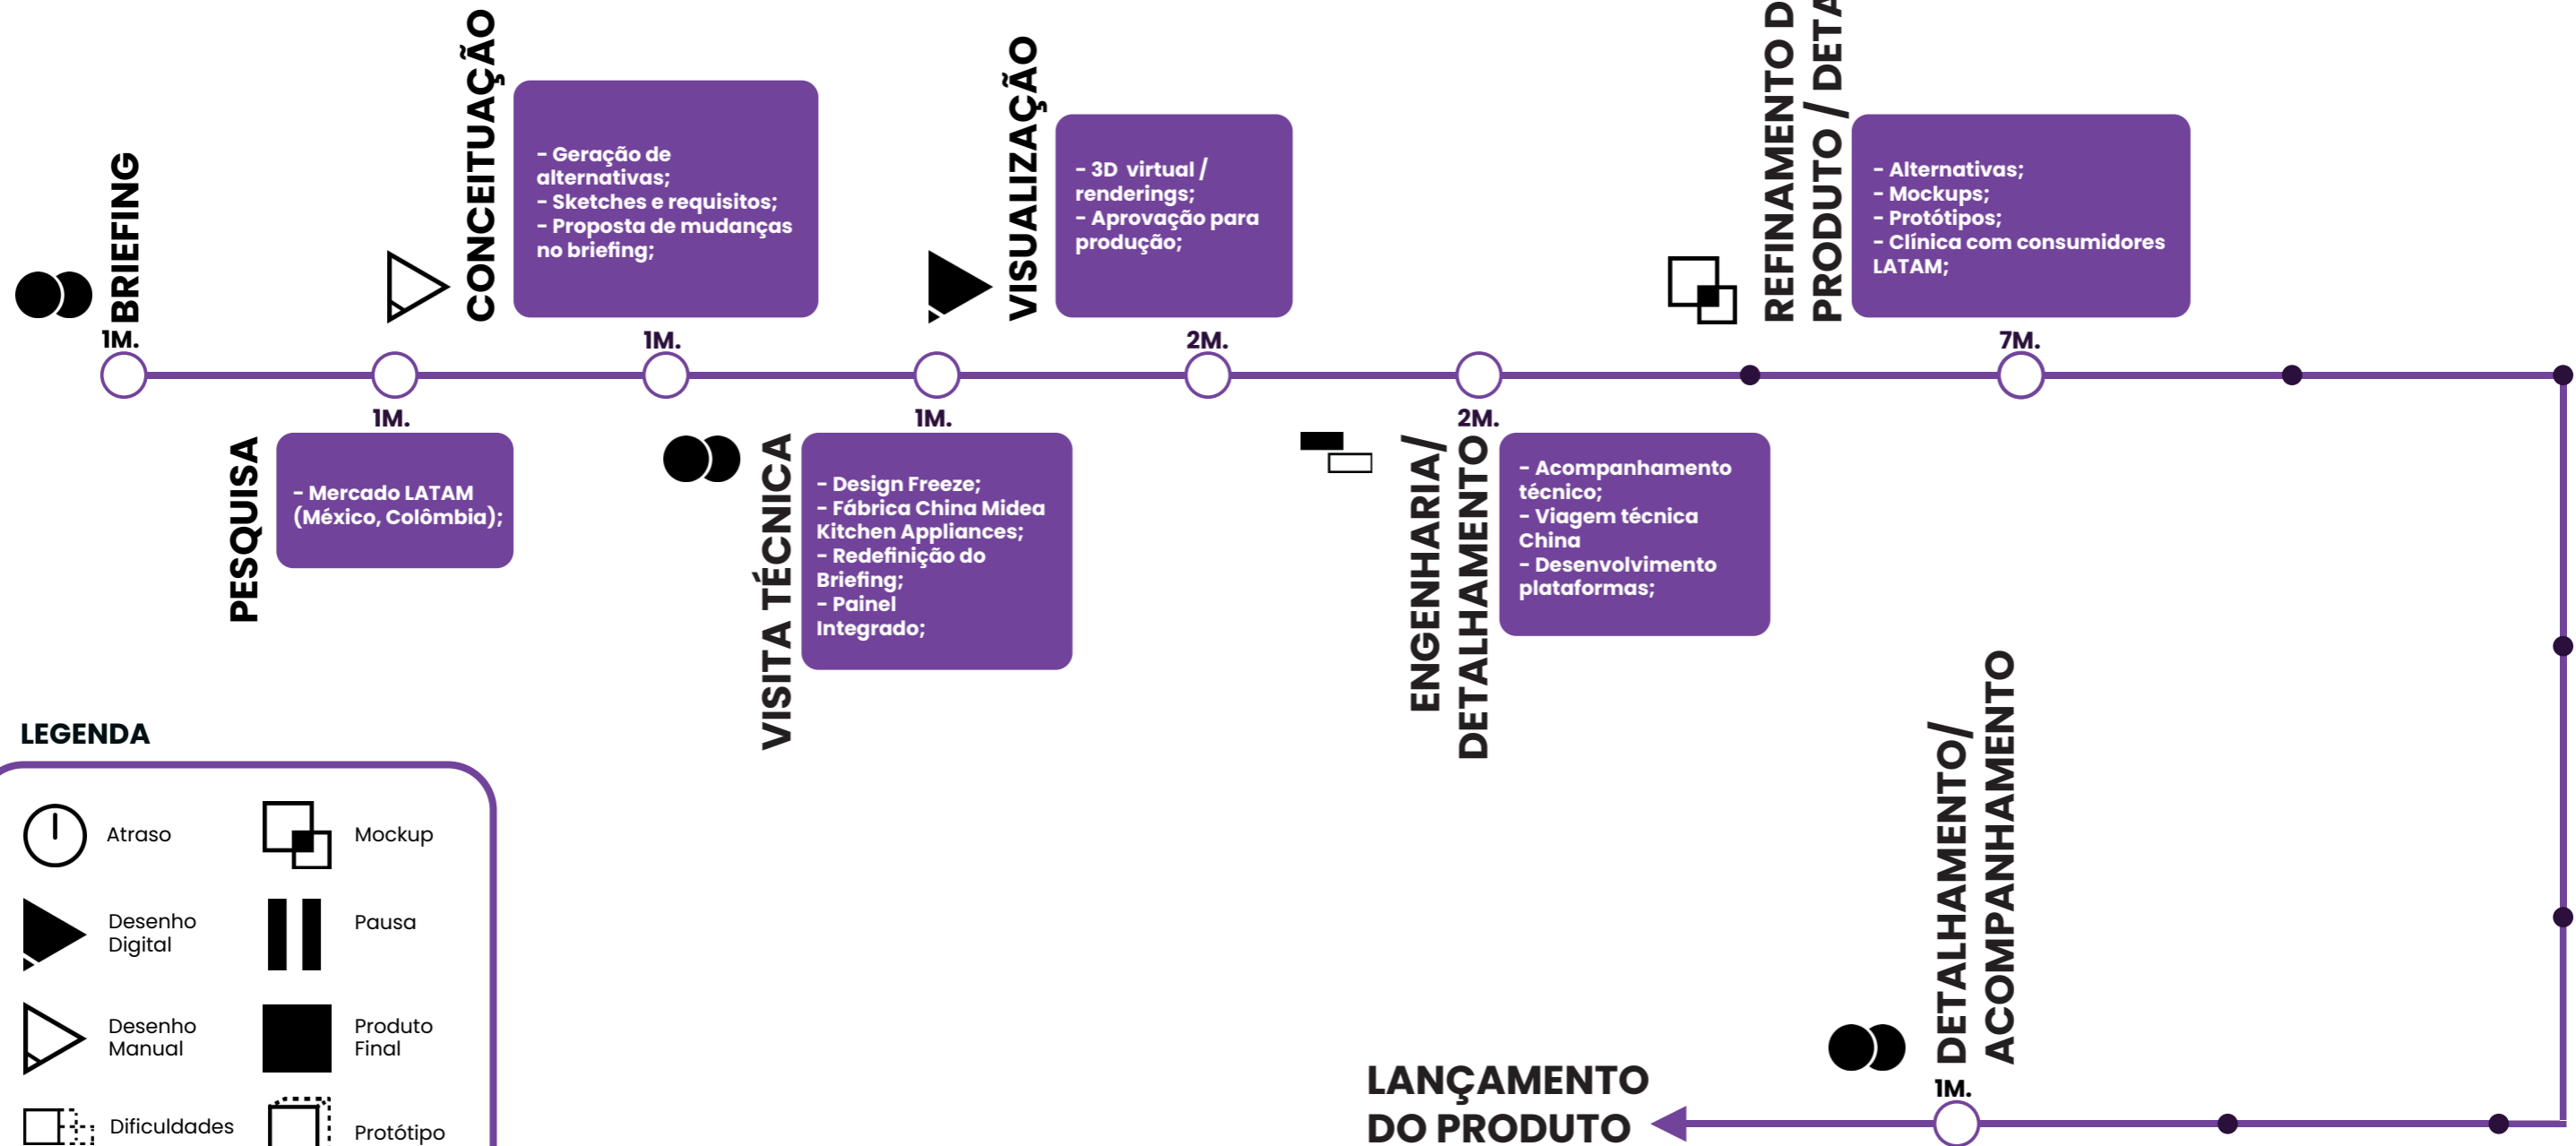 BRIEFING
1M.
PESQUISA
1M.
- Mercado LATAM
(México, Colômbia);
CONCEITUAÇÃO
- Geração de
alternativas;
- Sketches e requisitos;
- Proposta de mudanças
no briefing;
1M.
VISITA TÉCNICA
1M.
- Design Freeze;
- Fábrica China Midea
Kitchen Appliances;
- Redefinição do
Briefing;
- Painel
Integrado;
VISUALIZAÇÃO
- 3D virtual /
renderings;
- Aprovação para
produção;
2M.
ENGENHARIA/
DETALHAMENTO
2M.
- Acompanhamento
técnico;
- Viagem técnica
China
- Desenvolvimento
plataformas;
REFINAMENTO
PRODUTO /
- Alternativas;
- Mockups;
- Protótipos;
- Clínica com consumidores
LATAM;
7M.
DETALHAMENTO/
ACOMPANHAMENTO
1M.
LANÇAMENTO
DO PRODUTO
LEGENDA
Atraso
Mockup
Desenho
Digital
Pausa
Desenho
Manual
Produto
Final
Dificuldades
Protótipo